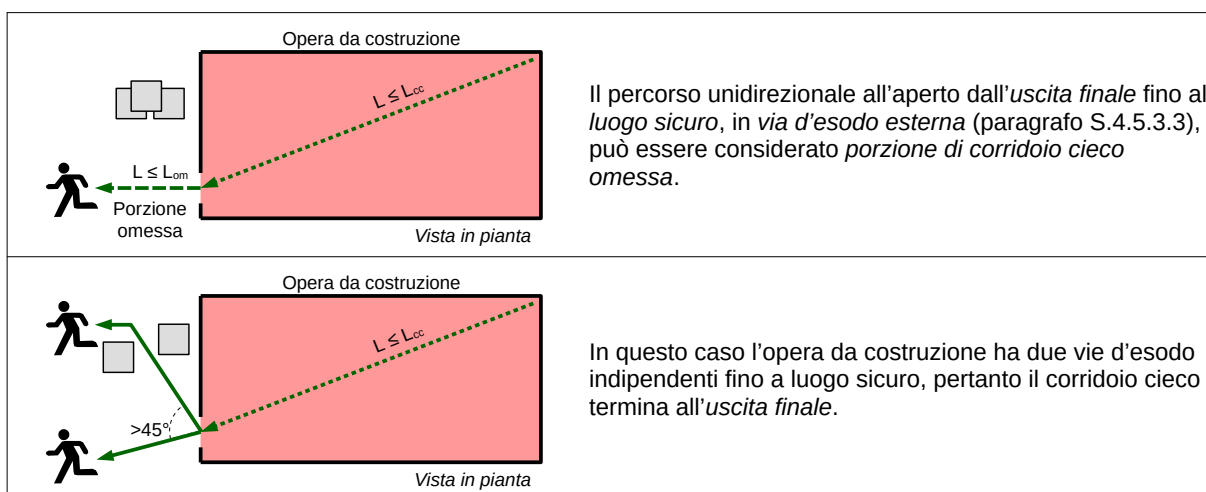 Opera da costruzione
L ≤ Lcc
L ≤ Lom
Porzione
omessa
Vista in pianta
Il percorso unidirezionale all'aperto dall'uscita finale fino al
luogo sicuro, in via d'esodo esterna (paragrafo S.4.5.3.3),
può essere considerato porzione di corridoio cieco
omessa.
Opera da costruzione
L ≤ Lcc
>45°
Vista in pianta
In questo caso l'opera da costruzione ha due vie d'esodo
indipendenti fino a luogo sicuro, pertanto il corridoio cieco
termina all'uscita finale.